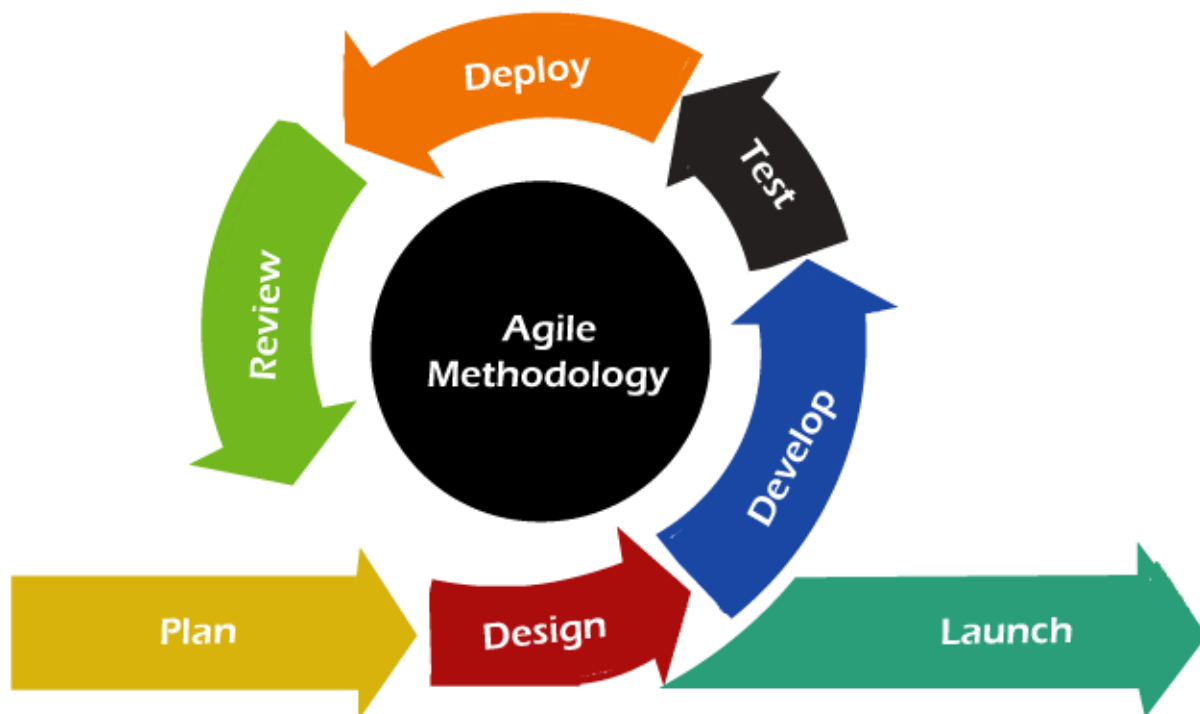 Deploy
Test
Review
Agile
Methodology
Develop
Plan
Design
Launch